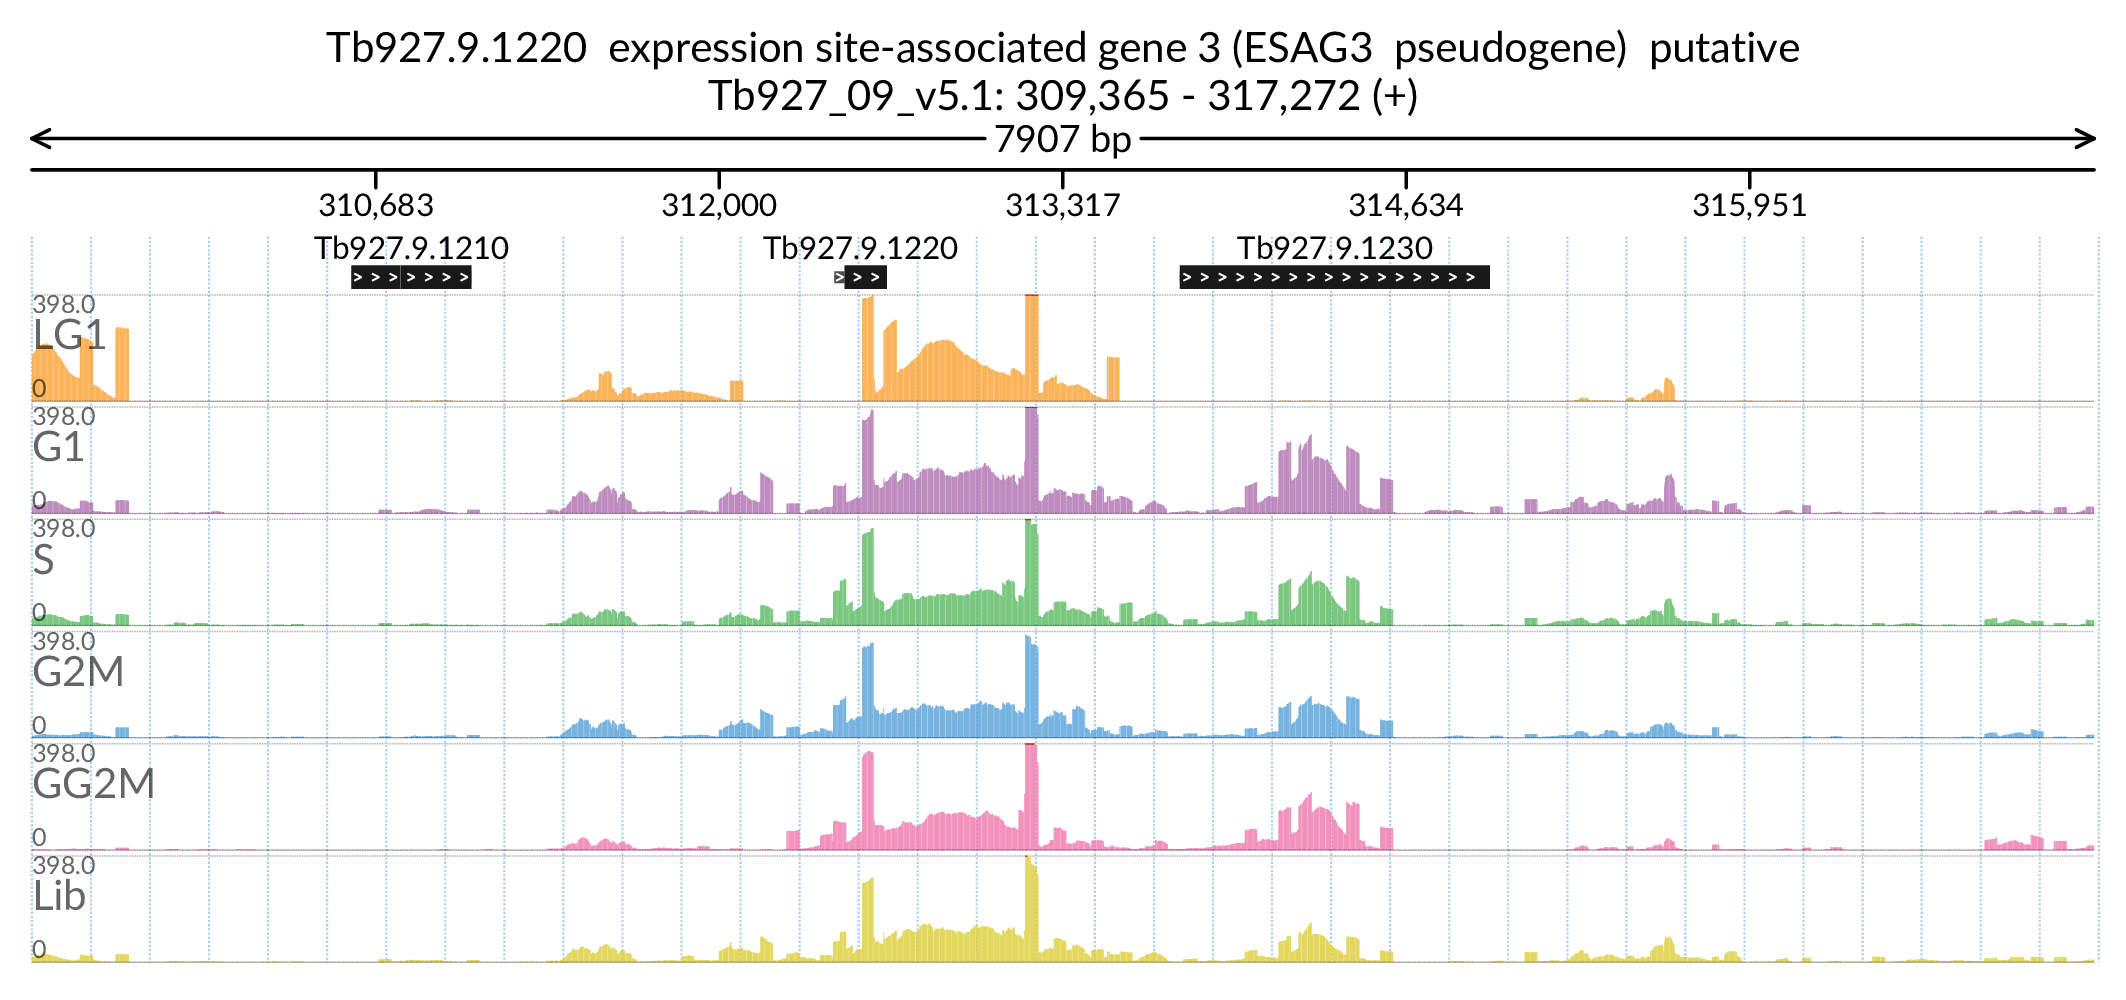 Tb927.9.1220 expression site-associated gene 3 (ESAG3 pseudogene) putative
Tb927_09_v5.1: 309,365 - 317,272 (+)
7907 bp
310,683 312,000 313,317 314,634 315,951
Tb927.9.1210 Tb927.9.1220 Tb927.9.1230
398.0
LG1
0
398.0
G1
0
398.0
S
0
398.0
G2M
0
398.0
GG2M
0
398.0
Lib
0